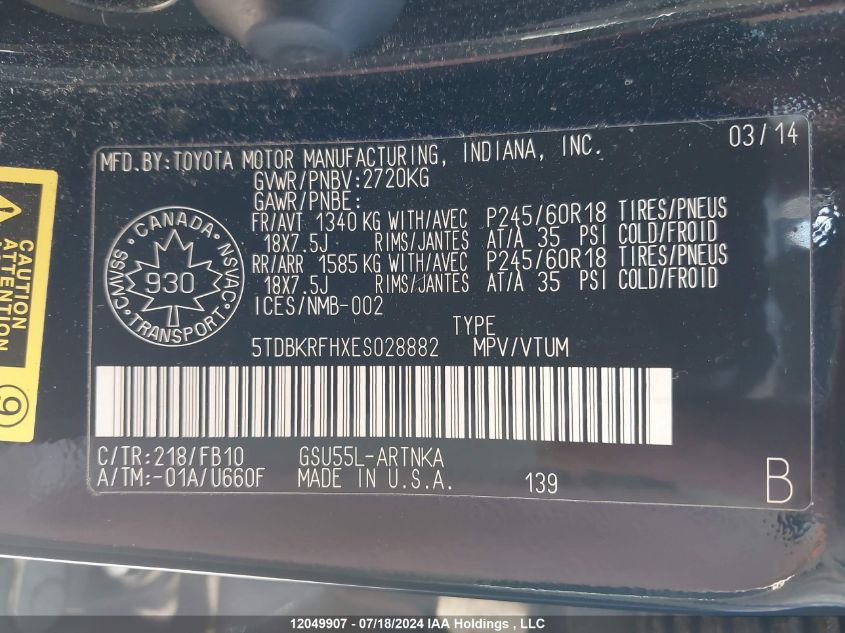 03/14
MFD.BY:TOYOTA MOTOR MANUFACTURING, INDIANA, INC.
GVWR/PNBV:2720KG
GAWR/PNBE:
FR/AVT 1340 KG WITH/AVEC P245/60R18 TIRES/PNEUS
18X7.5J RIMS/JANTES AT/A 35 PSI COLD/FROID
RR/ARR 1585 KG WITH/AVEC P245/60R18 TIRES/PNEUS
18X7.5J RIMS/JANTES AT/A 35 PSI COLD/FROID
ICES/NMB-002
CANADA
CMVSS
NSVAC
930
TRANSPORT
TYPE
5TDBKRFHXES028882 MPV/VTUM
C/TR:218/FB10 GSU55L-ARTNKA
A/TM:-01A/U660F MADE IN U.S.A. 139
B
CAUTION
ATTENTION
9
12049907 - 07/18/2024 IAA Holdings , LLC